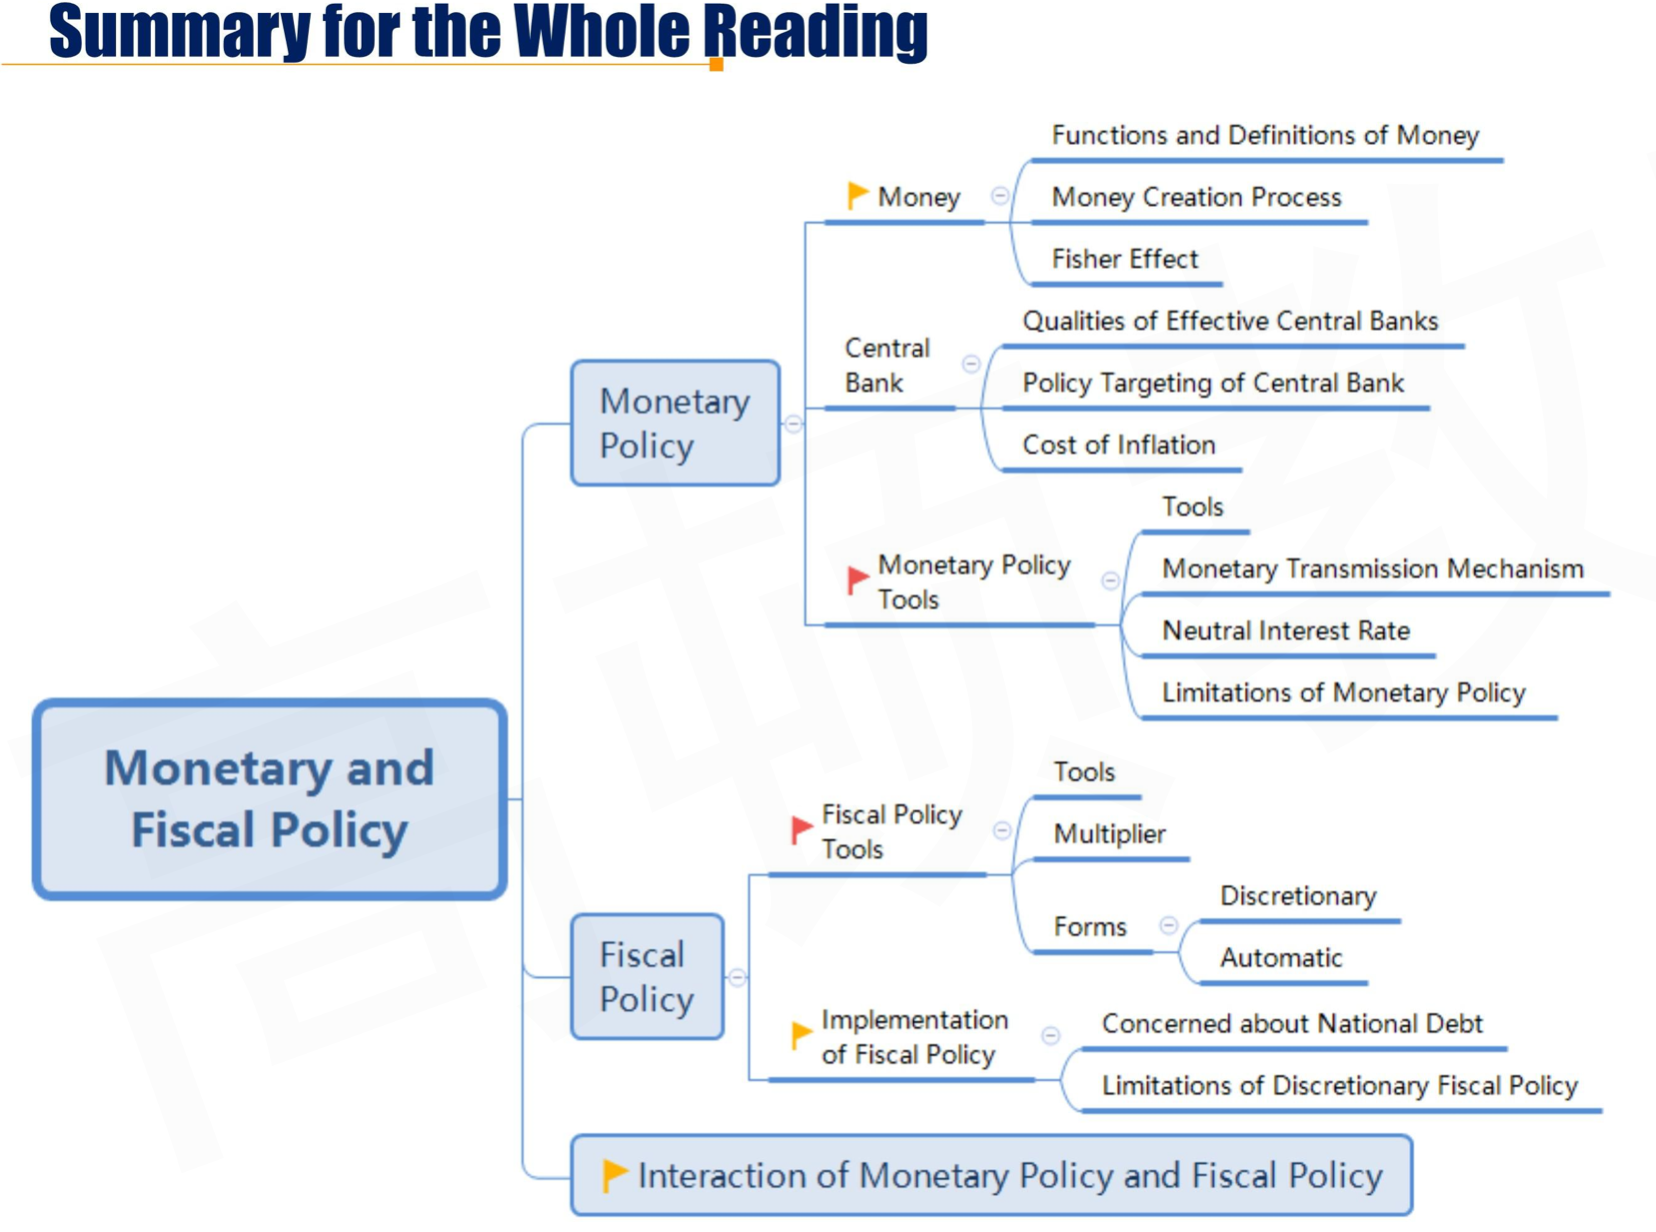 Summary for the Whole Reading
Functions and Definitions of Money
Money
Money Creation Process
Fisher Effect
Qualities of Effective Central Banks
Central
Bank
Policy Targeting of Central Bank
Cost of Inflation
Monetary
Policy
Tools
Monetary Policy
Tools
Monetary Transmission Mechanism
Neutral Interest Rate
Limitations of Monetary Policy
Monetary and
Fiscal Policy
Tools
Fiscal Policy
Tools
Multiplier
Forms
Discretionary
Automatic
Fiscal
Policy
Implementation
of Fiscal Policy
Concerned about National Debt
Limitations of Discretionary Fiscal Policy
Interaction of Monetary Policy and Fiscal Policy
高顿教